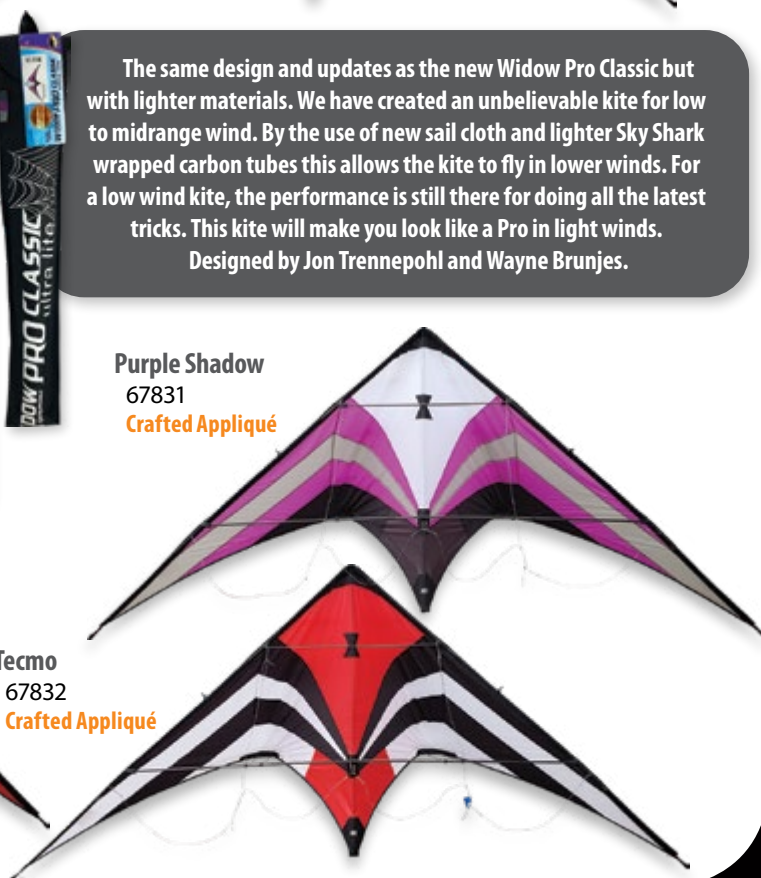 The same design and updates as the new Widow Pro Classic but
with lighter materials. We have created an unbelievable kite for low
to midrange wind. By the use of new sail cloth and lighter Sky Shark
wrapped carbon tubes this allows the kite to fly in lower winds. For
a low wind kite, the performance is still there for doing all the latest
tricks. This kite will make you look like a Pro in light winds.
Designed by Jon Trennepohl and Wayne Brunjes.
PRO CLASSIC
ultra lite
Purple Shadow
67831
Crafted Appliqué
Tecmo
67832
Crafted Appliqué